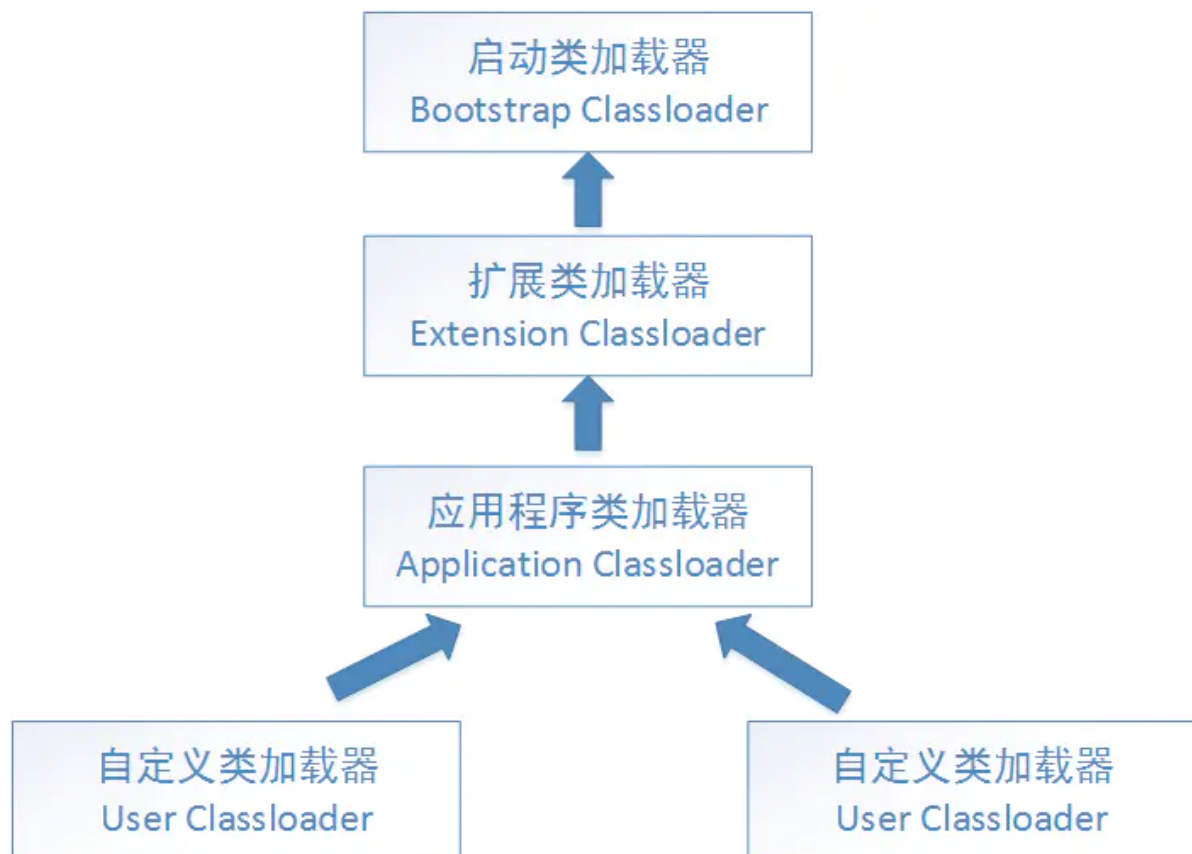 启动类加载器
Bootstrap Classloader
扩展类加载器
Extension Classloader
应用程序类加载器
Application Classloader
自定义类加载器
User Classloader
自定义类加载器
User Classloader